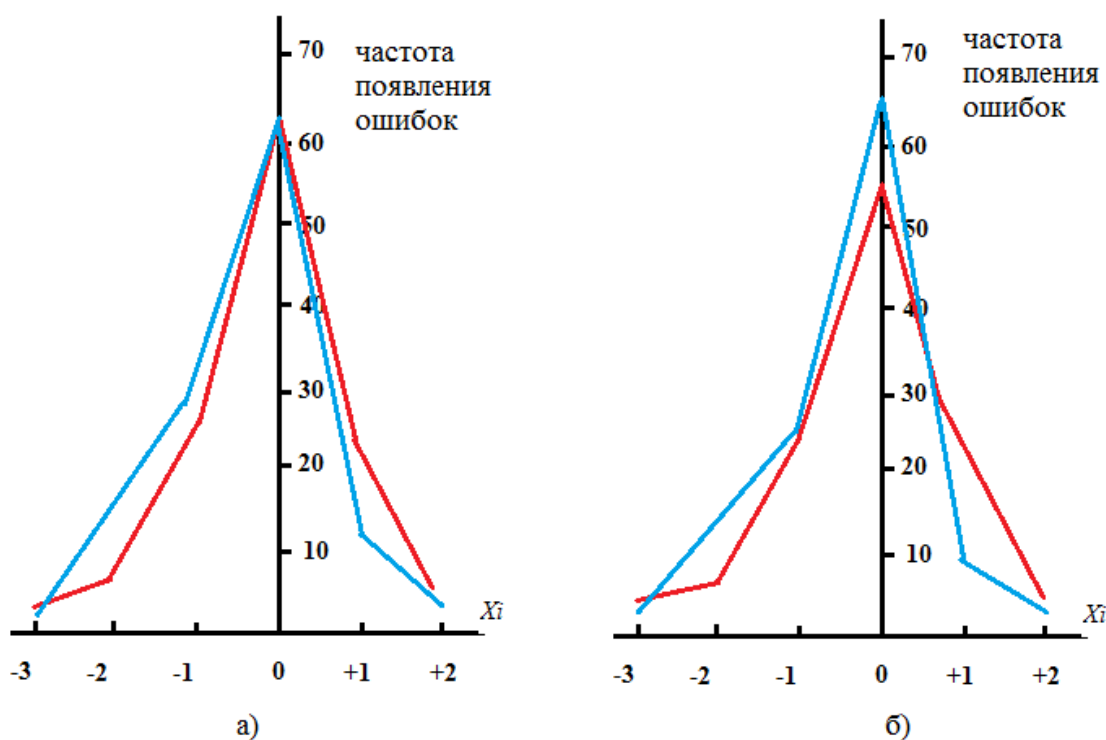 70
частота
появления
ошибок
60
50
40
30
20
10
Xi
-3 -2 -1 0 +1 +2
а)
70
частота
появления
ошибок
60
50
40
30
20
10
Xi
-3 -2 -1 0 +1 +2
б)